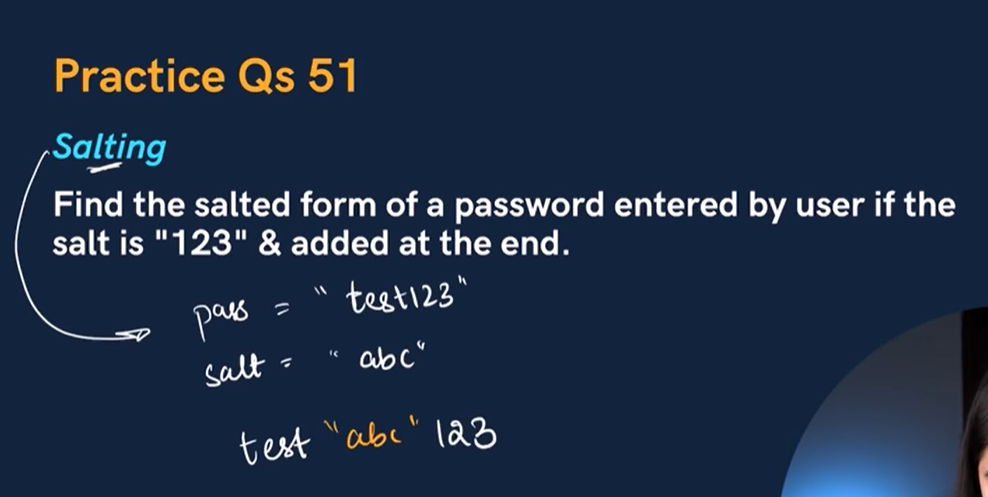 Practice Qs 51
Salting
Find the salted form of a password entered by user if the
salt is "123" & added at the end.
pass = "test123"
salt = "abc"
test "abc" 123